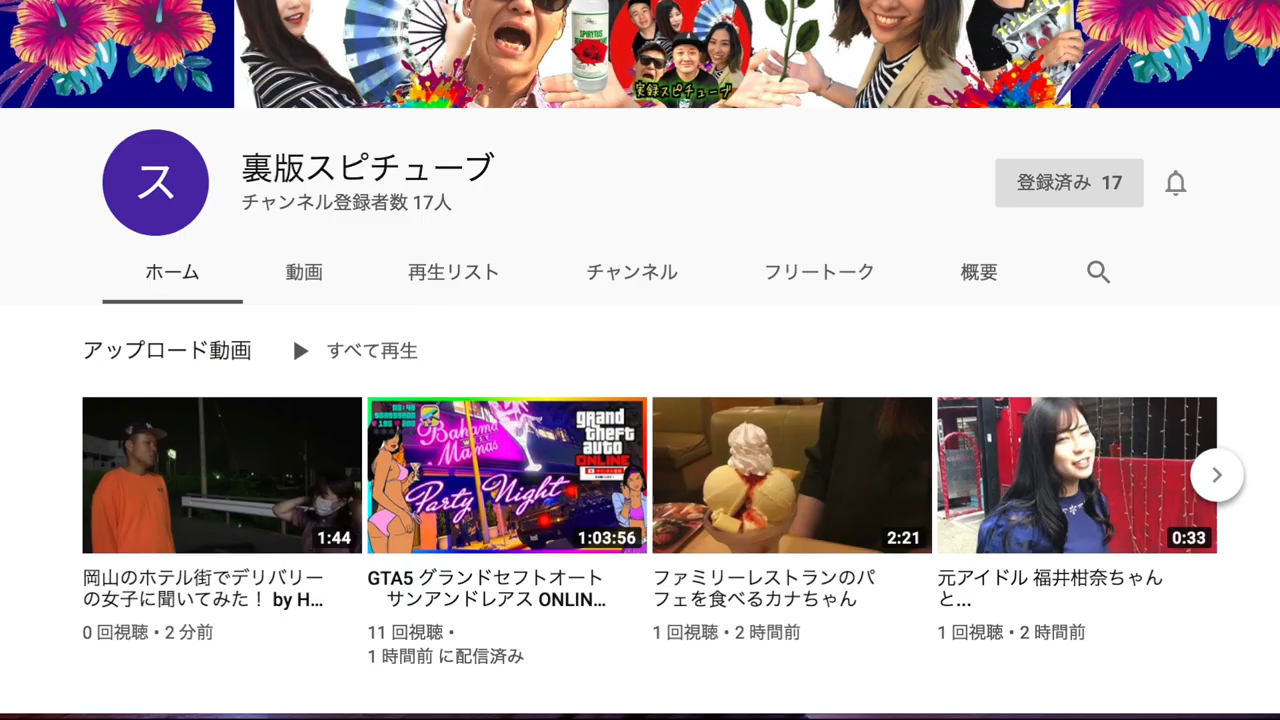 SPIRYTUS
実録スピチューブ
ス
裏版スピチューブ
チャンネル登録者数 17人
登録済み 17
ホーム
動画
再生リスト
チャンネル
フリートーク
概要
アップロード動画
すべて再生
1:44
Bahama
Mamas
Party Night
grand
theft
auto
ONLINE
1:03:56
2:21
0:33
岡山のホテル街でデリバリー
の女子に聞いてみた！ by H...
0 回視聴・2 分前
GTA5 グランドセフトオート
サンアンドレアス ONLIN...
11 回視聴・
1 時間前 に配信済み
ファミリーレストランのパ
フェを食べるカナちゃん
1 回視聴・2 時間前
元アイドル 福井柑奈ちゃん
と...
1 回視聴・2 時間前